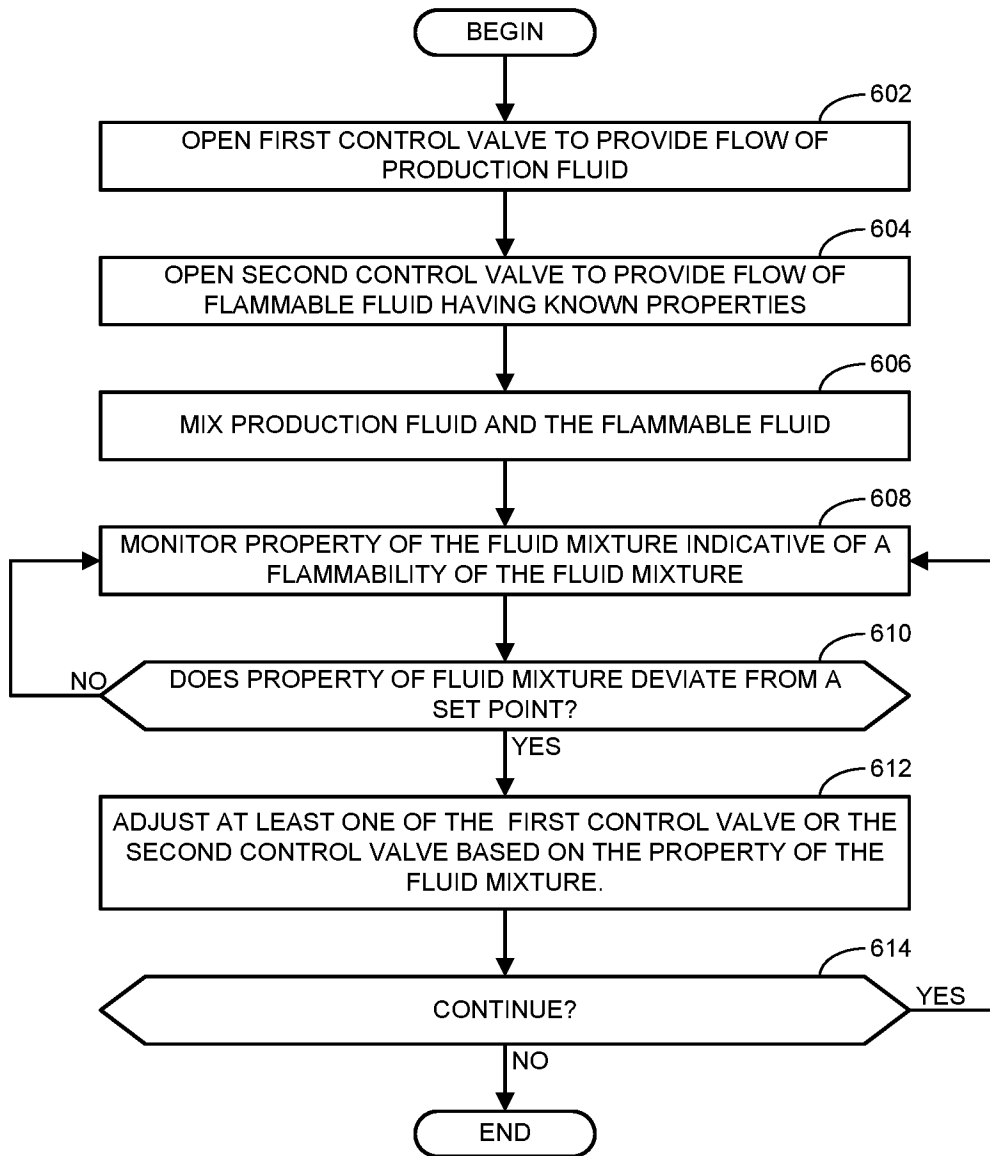 BEGIN
602
OPEN FIRST CONTROL VALVE TO PROVIDE FLOW OF
PRODUCTION FLUID
604
OPEN SECOND CONTROL VALVE TO PROVIDE FLOW OF
FLAMMABLE FLUID HAVING KNOWN PROPERTIES
606
MIX PRODUCTION FLUID AND THE FLAMMABLE FLUID
608
MONITOR PROPERTY OF THE FLUID MIXTURE INDICATIVE OF A
FLAMMABILITY OF THE FLUID MIXTURE
610
NO
DOES PROPERTY OF FLUID MIXTURE DEVIATE FROM A
SET POINT?
YES
612
ADJUST AT LEAST ONE OF THE FIRST CONTROL VALVE OR THE
SECOND CONTROL VALVE BASED ON THE PROPERTY OF THE
FLUID MIXTURE.
614
CONTINUE?
YES
NO
END